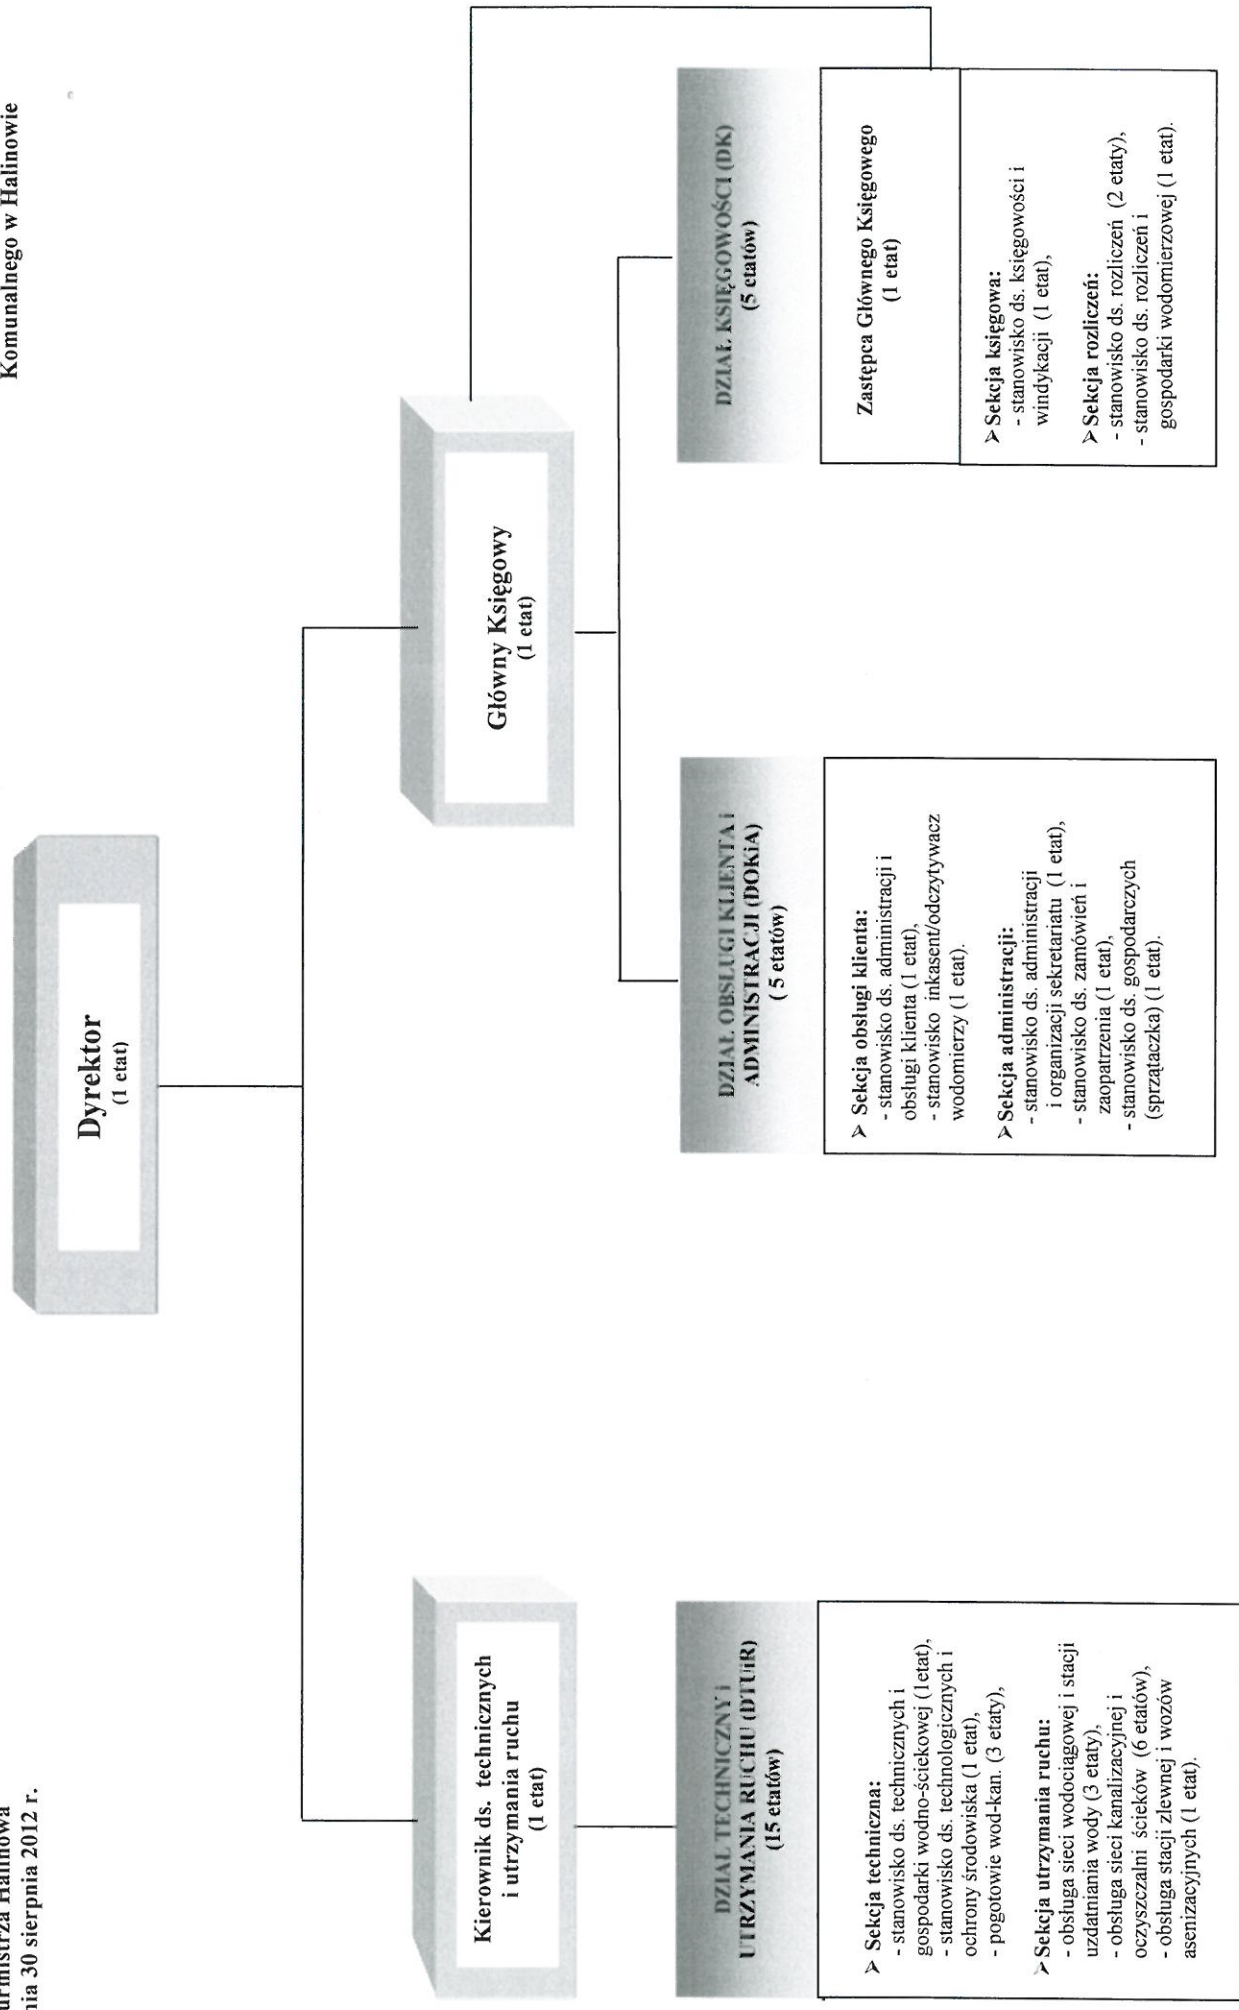 urmistrza Halinowa
nia 30 sierpnia 2012 r.
Komunalnego w Halinowie
Dyrektor
(1 etat)
Kierownik ds. technicznych
i utrzymania ruchu
(1 etat)
Główny Księgowy
(1 etat)
DZIAŁ TECHNICZNY i
UTRZYMANIA RUCHU (DTUiR)
(15 etatów)
➢ Sekcja techniczna:
- stanowisko ds. technicznych i
gospodarki wodno-ściekowej (1etat),
- stanowisko ds. technologicznych i
ochrony środowiska (1 etat),
- pogotowie wod-kan. (3 etaty),
➢ Sekcja utrzymania ruchu:
- obsługa sieci wodociągowej i stacji
uzdatniania wody (3 etaty),
- obsługa sieci kanalizacyjnej i
oczyszczalni ścieków (6 etatów),
- obsługa stacji zlewnej i wozów
asenizacyjnych (1 etat).
DZIAŁ OBSŁUGI KLIENTA i
ADMINISTRACJI (DOKiA)
( 5 etatów)
➢ Sekcja obsługi klienta:
- stanowisko ds. administracji i
obsługi klienta (1 etat),
- stanowisko inkasent/odczytywacz
wodomierzy (1 etat).
➢ Sekcja administracji:
- stanowisko ds. administracji
i organizacji sekretariatu (1 etat),
- stanowisko ds. zamówień i
zaopatrzenia (1 etat),
- stanowisko ds. gospodarczych
(sprzątaczka) (1 etat).
DZIAŁ KSIĘGOWOŚCI (DK)
(5 etatów)
Zastępca Głównego Księgowego
(1 etat)
➢ Sekcja księgowa:
- stanowisko ds. księgowości i
windykacji (1 etat),
➢ Sekcja rozliczeń:
- stanowisko ds. rozliczeń (2 etaty),
- stanowisko ds. rozliczeń i
gospodarki wodomierzowej (1 etat).